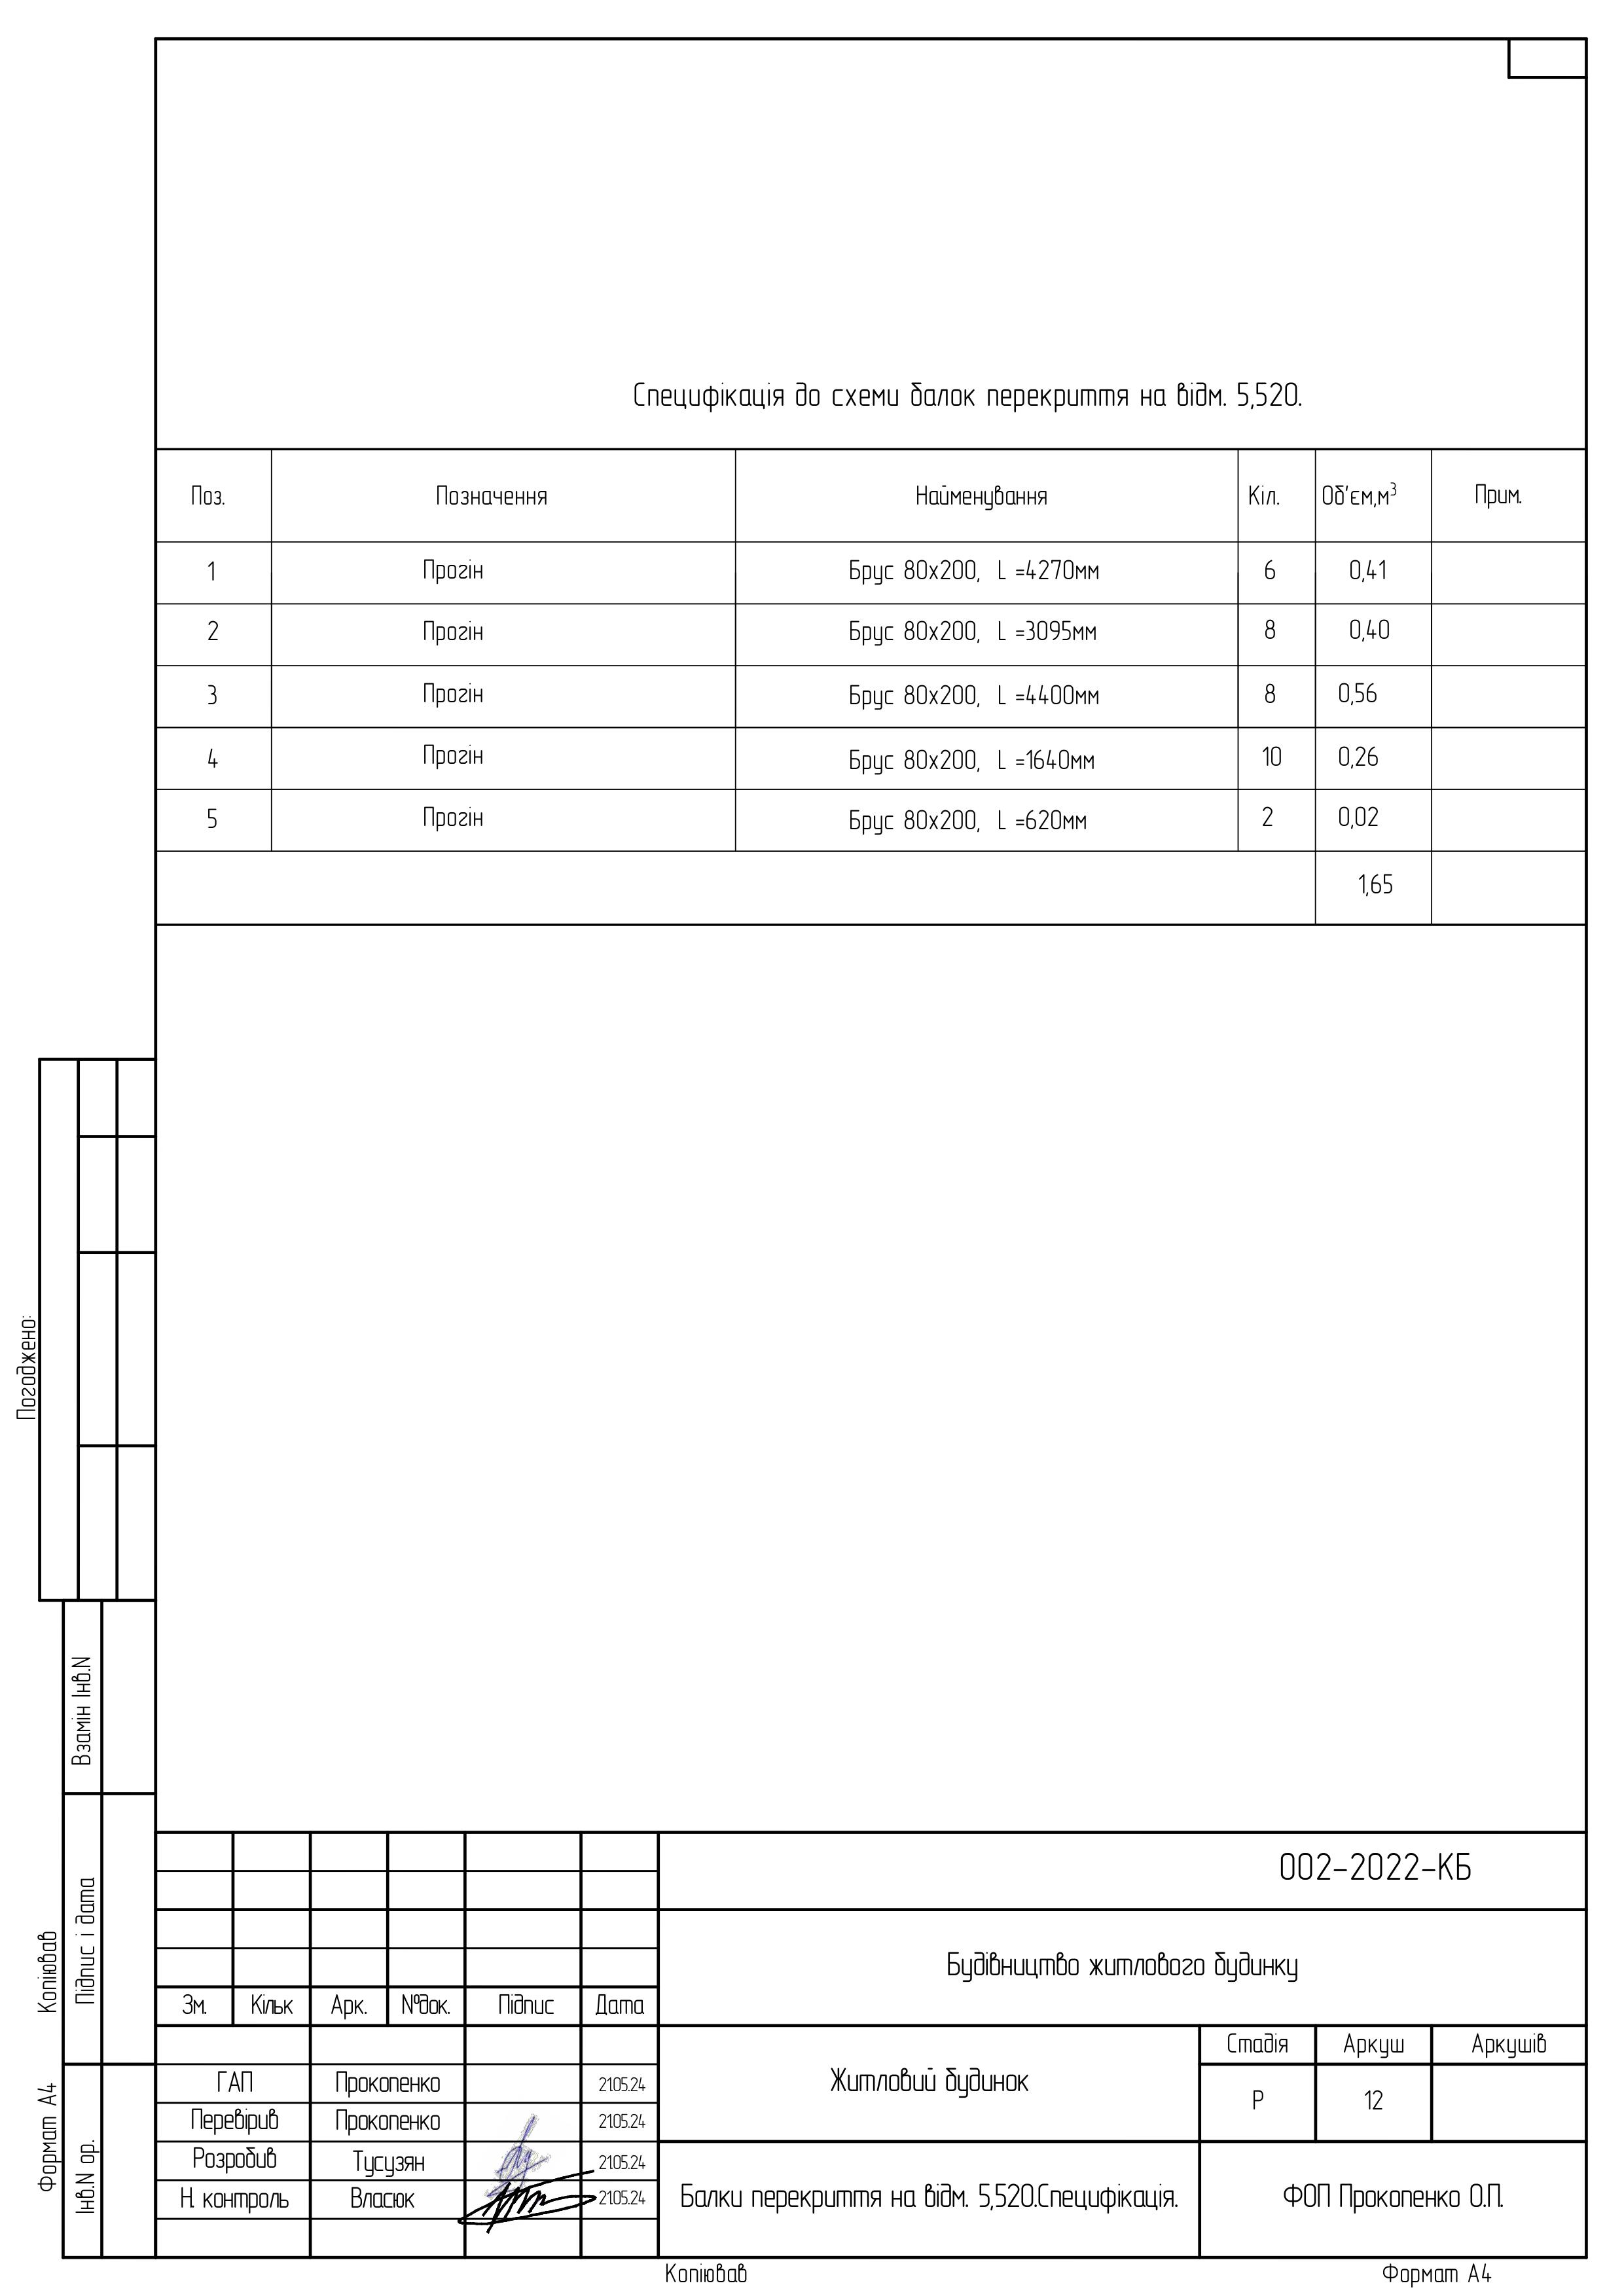 Специфікація до схеми балок перекриття на відм. 5,520.
Поз. Позначення Найменування Кіл. Об'єм,м³ Прим.
1 Прогін Брус 80х200, L =4270мм 6 0,41
2 Прогін Брус 80х200, L =3095мм 8 0,40
3 Прогін Брус 80х200, L =4400мм 8 0,56
4 Прогін Брус 80х200, L =1640мм 10 0,26
5 Прогін Брус 80х200, L =620мм 2 0,02
1,65
Погоджено:
Взамін Інв.N
Підпис і дата
Інв.N ор.
Копіював
Формат А4
002-2022-КБ
Будівництво житлового будинку
Зм. Кільк Арк. №док. Підпис Дата
Житловий будинок
Стадія Аркуш Аркушів
Р 12
ГАП Прокопенко 21.05.24
Перевірив Прокопенко 21.05.24
Розробив Тусузян 21.05.24
Н. контроль Власюк 21.05.24
Балки перекриття на відм. 5,520.Специфікація.
ФОП Прокопенко О.П.
Копіював Формат А4